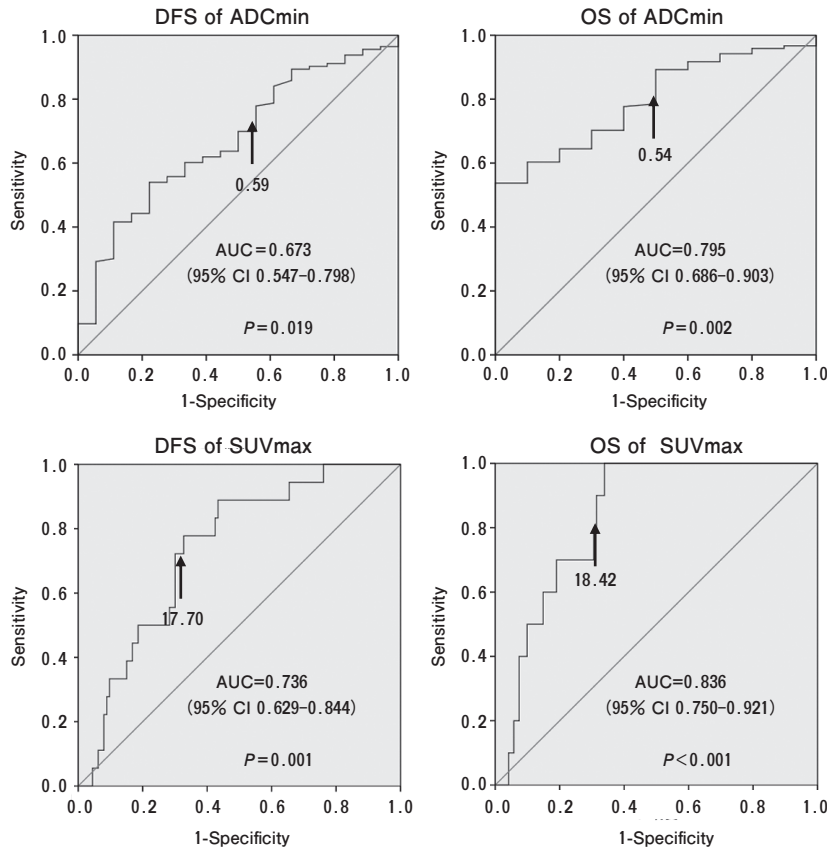 DFS of ADCmin
1.0
0.8
0.6
0.4
0.2
0.0
Sensitivity
0.59
AUC=0.673
(95% CI 0.547–0.798)
P=0.019
0.0 0.2 0.4 0.6 0.8 1.0
1-Specificity
OS of ADCmin
1.0
0.8
0.6
0.4
0.2
0.0
Sensitivity
0.54
AUC=0.795
(95% CI 0.686–0.903)
P=0.002
0.0 0.2 0.4 0.6 0.8 1.0
1-Specificity
DFS of SUVmax
1.0
0.8
0.6
0.4
0.2
0.0
Sensitivity
17.70
AUC=0.736
(95% CI 0.629–0.844)
P=0.001
0.0 0.2 0.4 0.6 0.8 1.0
1-Specificity
OS of SUVmax
1.0
0.8
0.6
0.4
0.2
0.0
Sensitivity
18.42
AUC=0.836
(95% CI 0.750–0.921)
P<0.001
0.0 0.2 0.4 0.6 0.8 1.0
1-Specificity